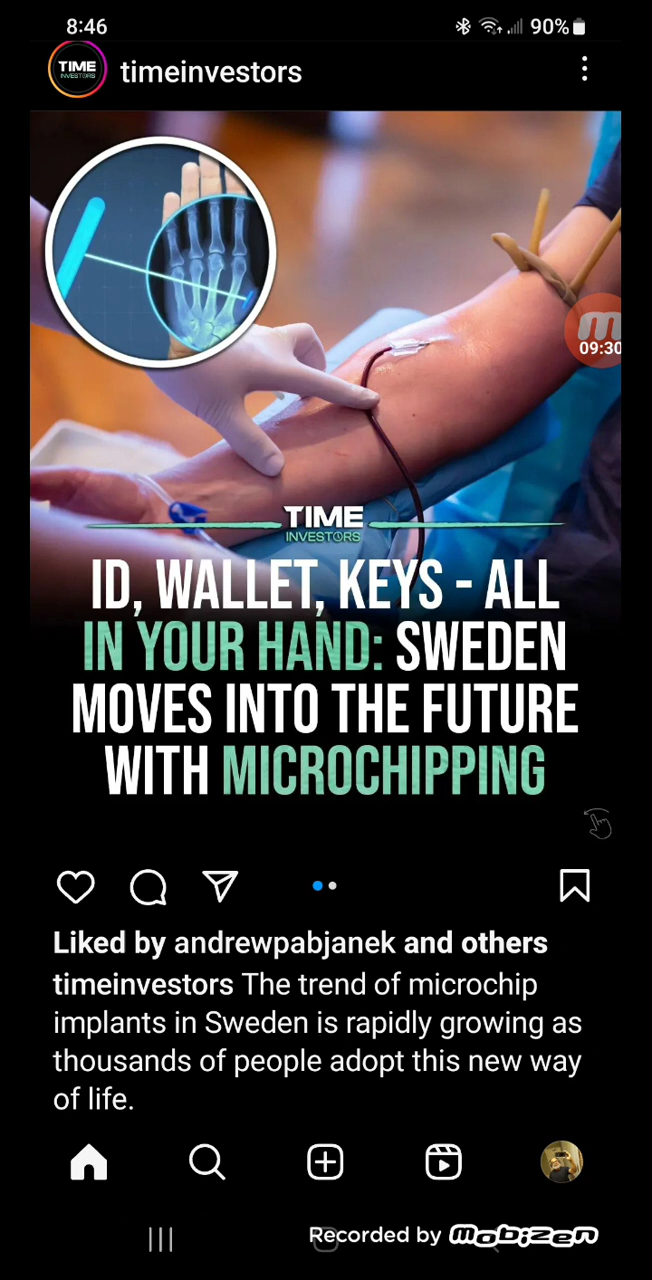 8:46
90%
TIME
INVESTORS
timeinvestors
m
09:30
TIME
INVESTORS
ID, WALLET, KEYS - ALL
IN YOUR HAND: SWEDEN
MOVES INTO THE FUTURE
WITH MICROCHIPPING
Liked by andrewpabjanek and others
timeinvestors The trend of microchip
implants in Sweden is rapidly growing as
thousands of people adopt this new way
of life.
Recorded by mobizen